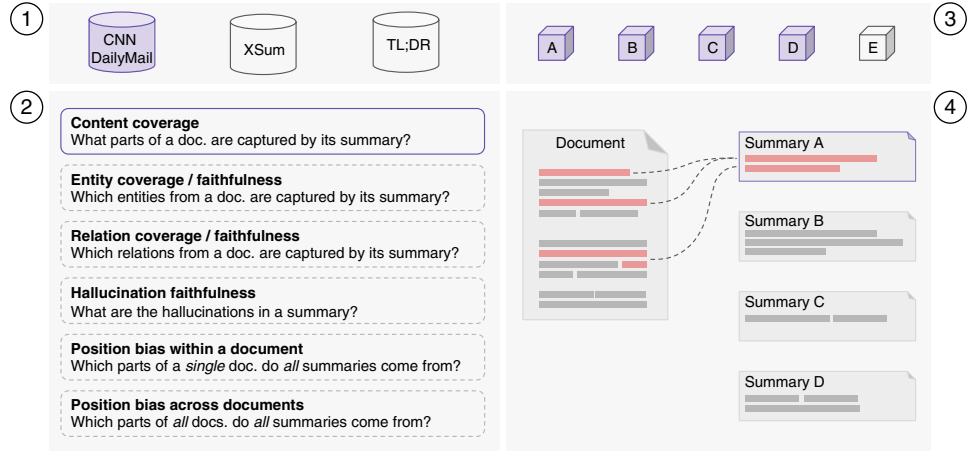 1
CNN
DailyMail
XSum
TL;DR
3
A
B
C
D
E
2
Content coverage
What parts of a doc. are captured by its summary?
Entity coverage / faithfulness
Which entities from a doc. are captured by its summary?
Relation coverage / faithfulness
Which relations from a doc. are captured by its summary?
Hallucination faithfulness
What are the hallucinations in a summary?
Position bias within a document
Which parts of a single doc. do all summaries come from?
Position bias across documents
Which parts of all docs. do all summaries come from?
4
Document
Summary A
Summary B
Summary C
Summary D